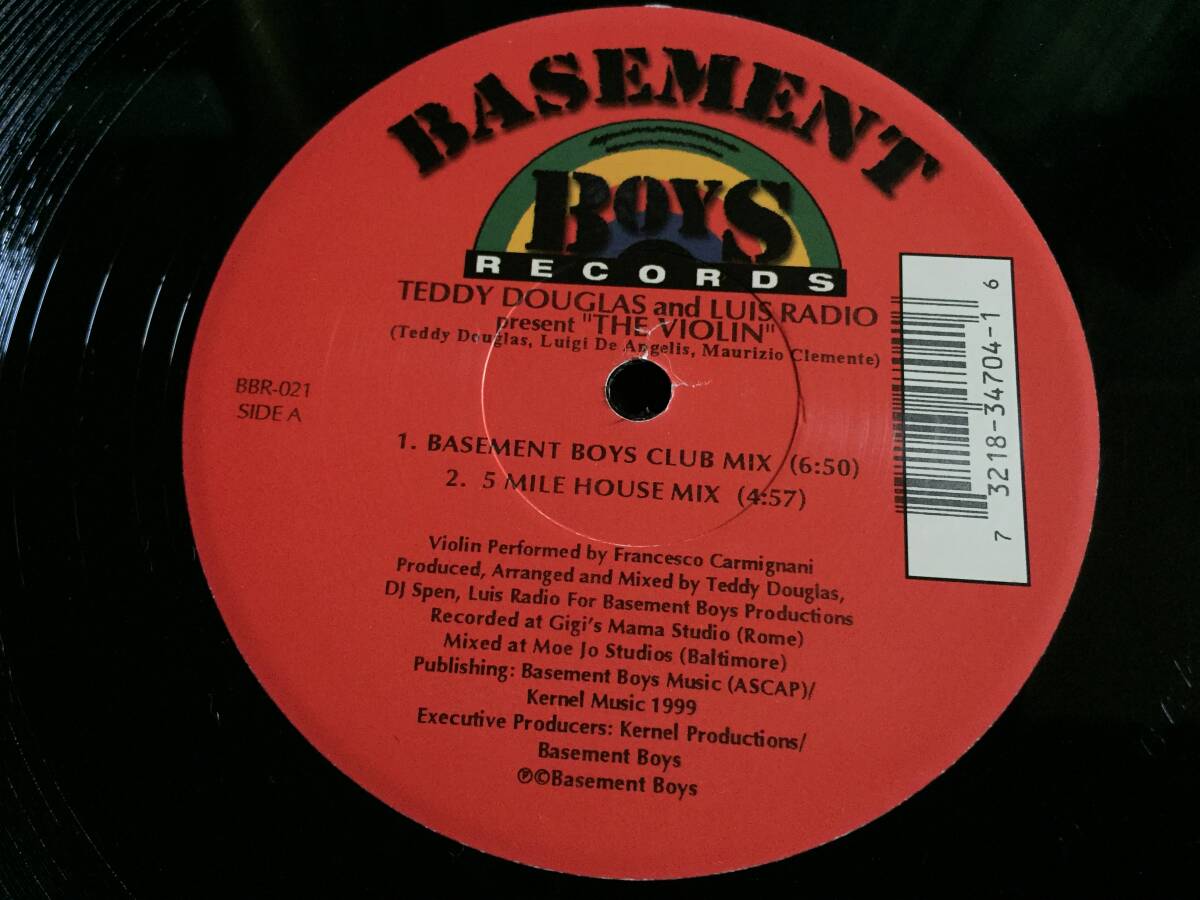 BASEMENT
BOYS
RECORDS
TEDDY DOUGLAS and LUIS RADIO
present "THE VIOLIN"
(Teddy Douglas, Luigi De Angelis, Maurizio Clemente)
BBR-021
SIDE A
1. BASEMENT BOYS CLUB MIX (6:50)
2. 5 MILE HOUSE MIX (4:57)
Violin Performed by Francesco Carmignani
Produced, Arranged and Mixed by Teddy Douglas,
DJ Spen, Luis Radio For Basement Boys Productions
Recorded at Gigi's Mama Studio (Rome)
Mixed at Moe Jo Studios (Baltimore)
Publishing: Basement Boys Music (ASCAP)/
Kernel Music 1999
Executive Producers: Kernel Productions/
Basement Boys
℗©Basement Boys
7 3218-34704-1 6